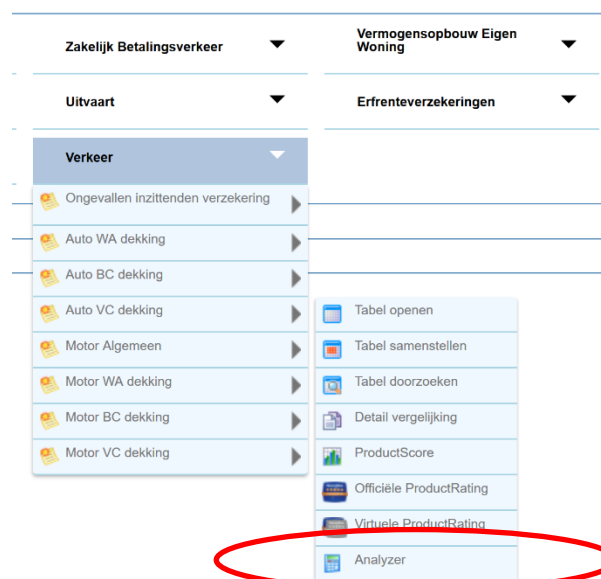 Zakelijk Betalingsverkeer
Vermogensopbouw Eigen
Woning
Uitvaart
Erfrenteverzekeringen
Verkeer
Ongevallen inzittenden verzekering
Auto WA dekking
Auto BC dekking
Auto VC dekking
Motor Algemeen
Motor WA dekking
Motor BC dekking
Motor VC dekking
Tabel openen
Tabel samenstellen
Tabel doorzoeken
Detail vergelijking
ProductScore
Officiële ProductRating
Virtuele ProductRating
Analyzer